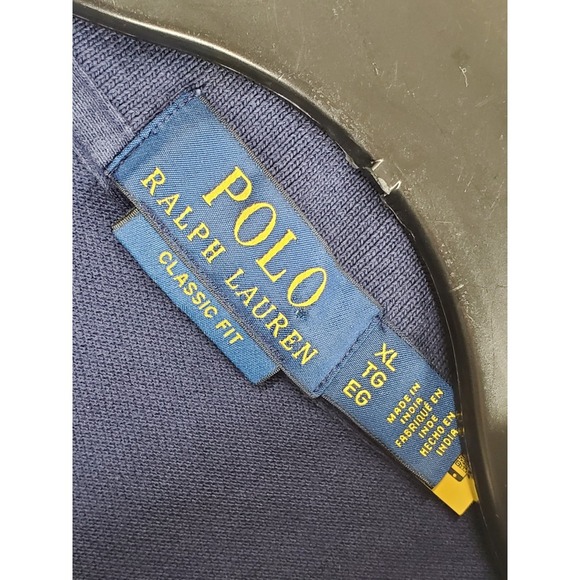 POLO
RALPH LAUREN
CLASSIC FIT
XL
TG
EG
MADE IN
INDIA
FABRIQUÉ EN
INDE
HECHO EN
INDIA